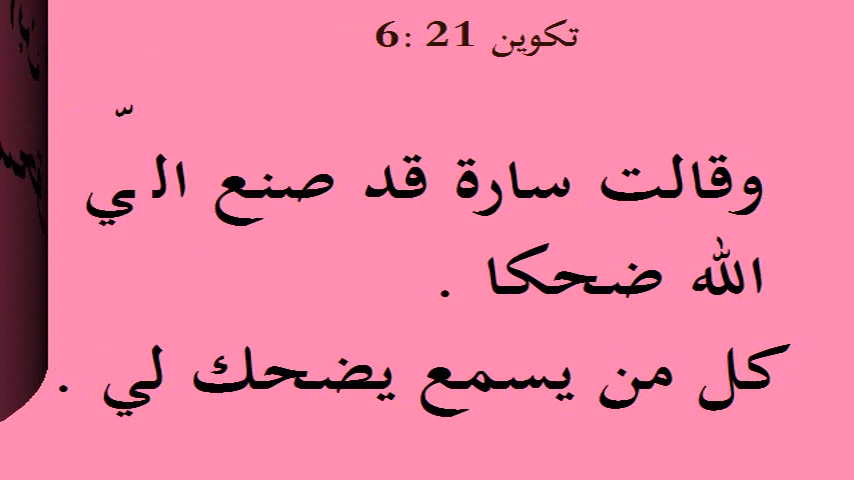 تكوين 21 :6
وقالت سارة قد صنع اليّ
الله ضحكا .
كل من يسمع يضحك لي .